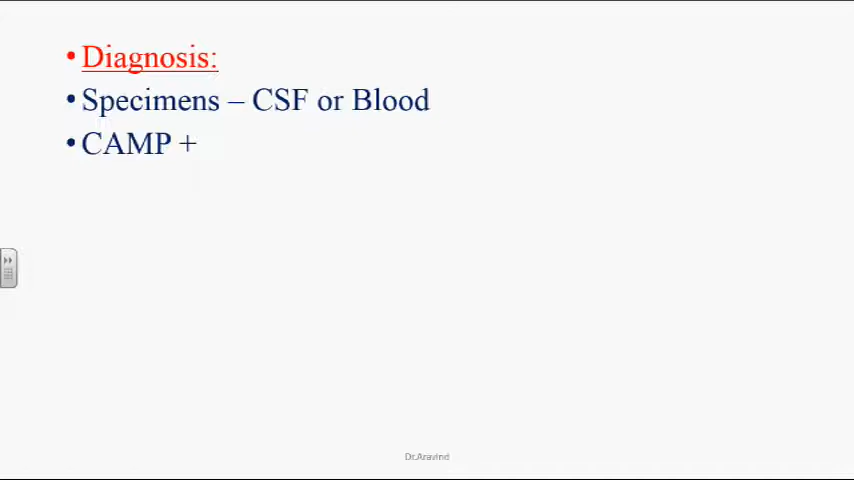 • Diagnosis:
• Specimens – CSF or Blood
• CAMP +
Dr.Aravind